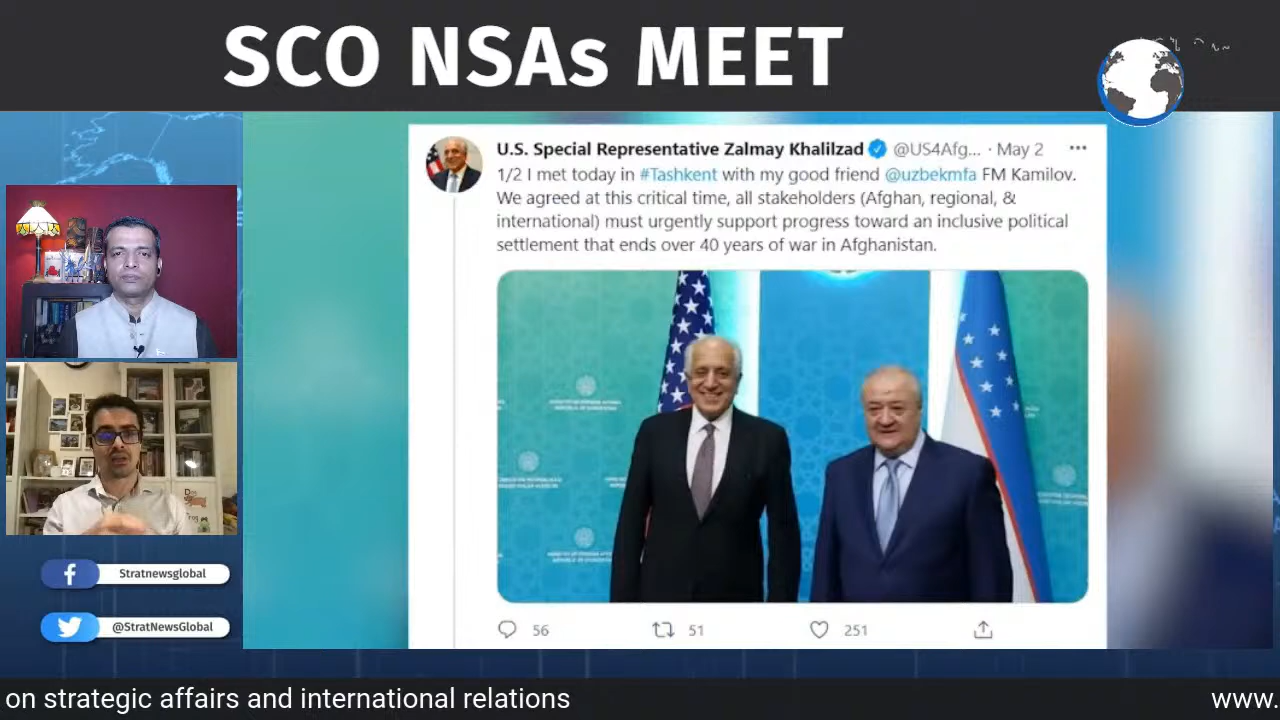 SCO NSAs MEET
U.S. Special Representative Zalmay Khalilzad @US4Afg... · May 2
1/2 I met today in #Tashkent with my good friend @uzbekmfa FM Kamilov.
We agreed at this critical time, all stakeholders (Afghan, regional, &
international) must urgently support progress toward an inclusive political
settlement that ends over 40 years of war in Afghanistan.
56 51 251
Stratnewsglobal
@StratNewsGlobal
on strategic affairs and international relations www.